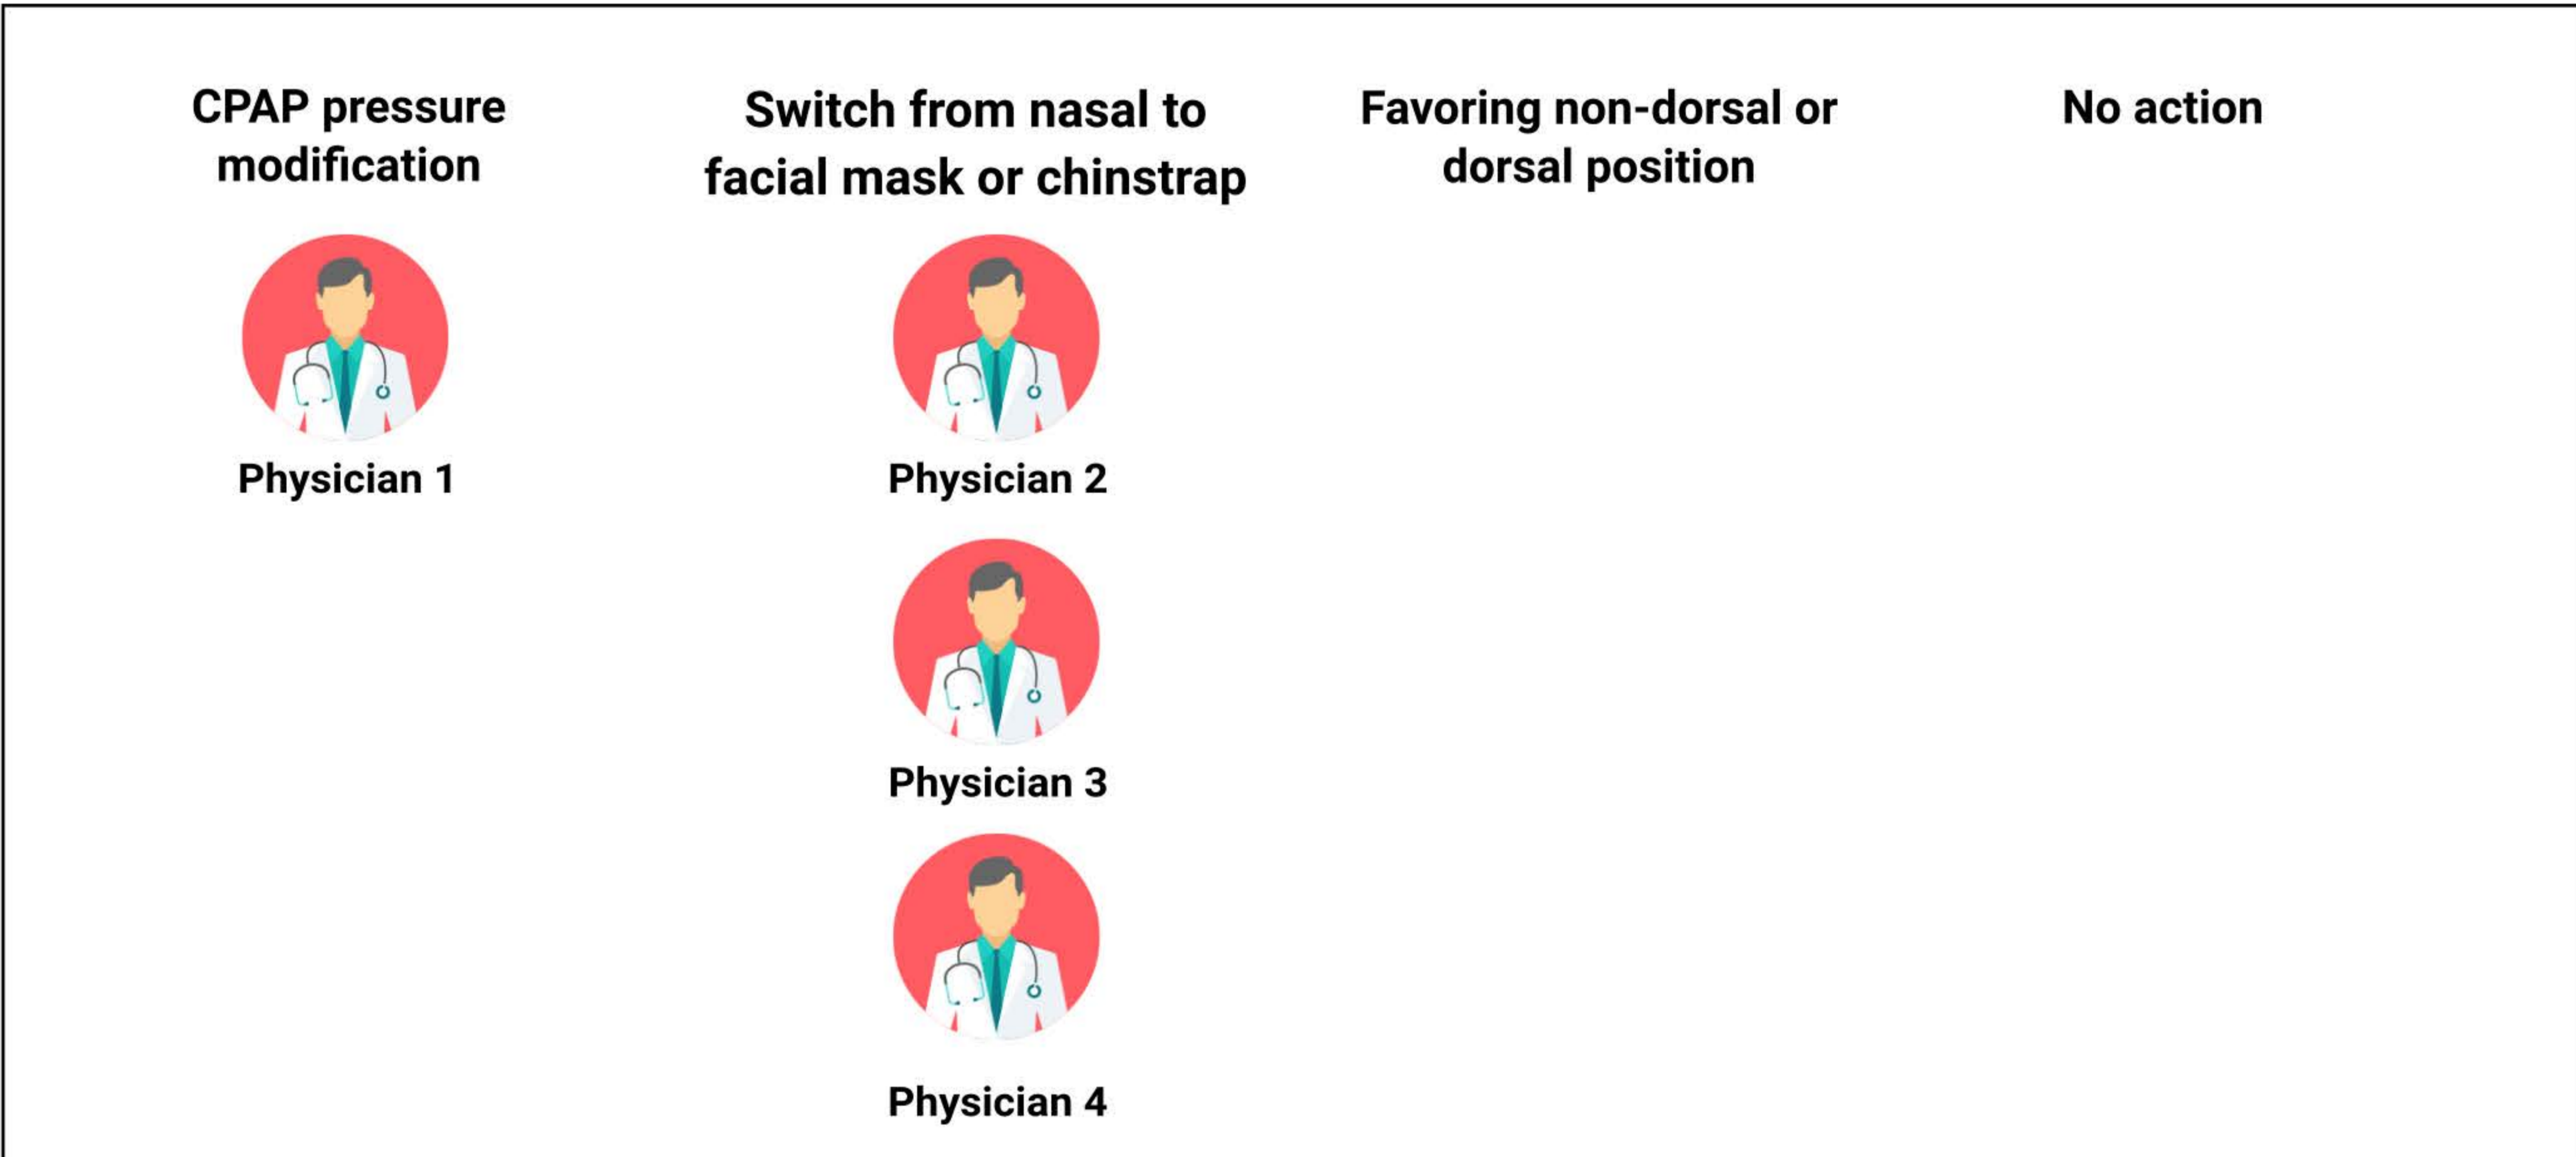 CPAP pressure
modification
Switch from nasal to
facial mask or chinstrap
Favoring non-dorsal or
dorsal position
No action
Physician 1
Physician 2
Physician 3
Physician 4